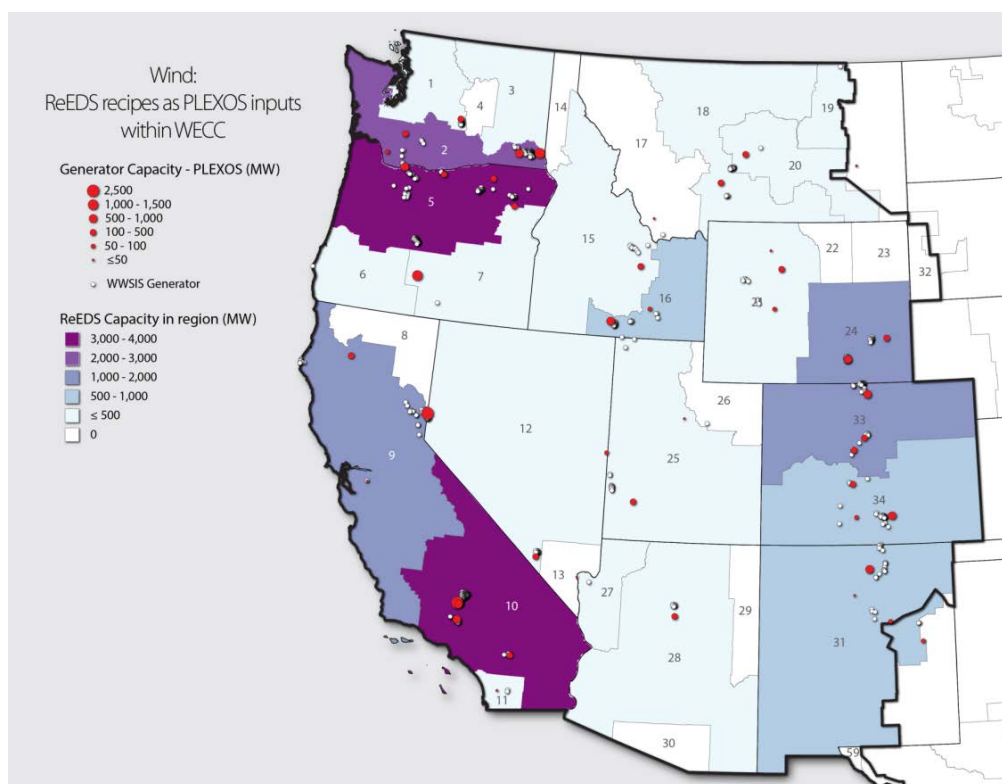 Wind:
ReEDS recipes as PLEXOS inputs
within WECC
Generator Capacity - PLEXOS (MW)
2,500
1,000 - 1,500
500 - 1,000
100 - 500
50 - 100
≤50
WWSIS Generator
ReEDS Capacity in region (MW)
3,000 - 4,000
2,000 - 3,000
1,000 - 2,000
500 - 1,000
≤ 500
0
1
2
3
4
5
6
7
8
9
10
11
12
13
14
15
16
17
18
19
20
22
23
24
25
26
27
28
29
30
31
32
33
34
59